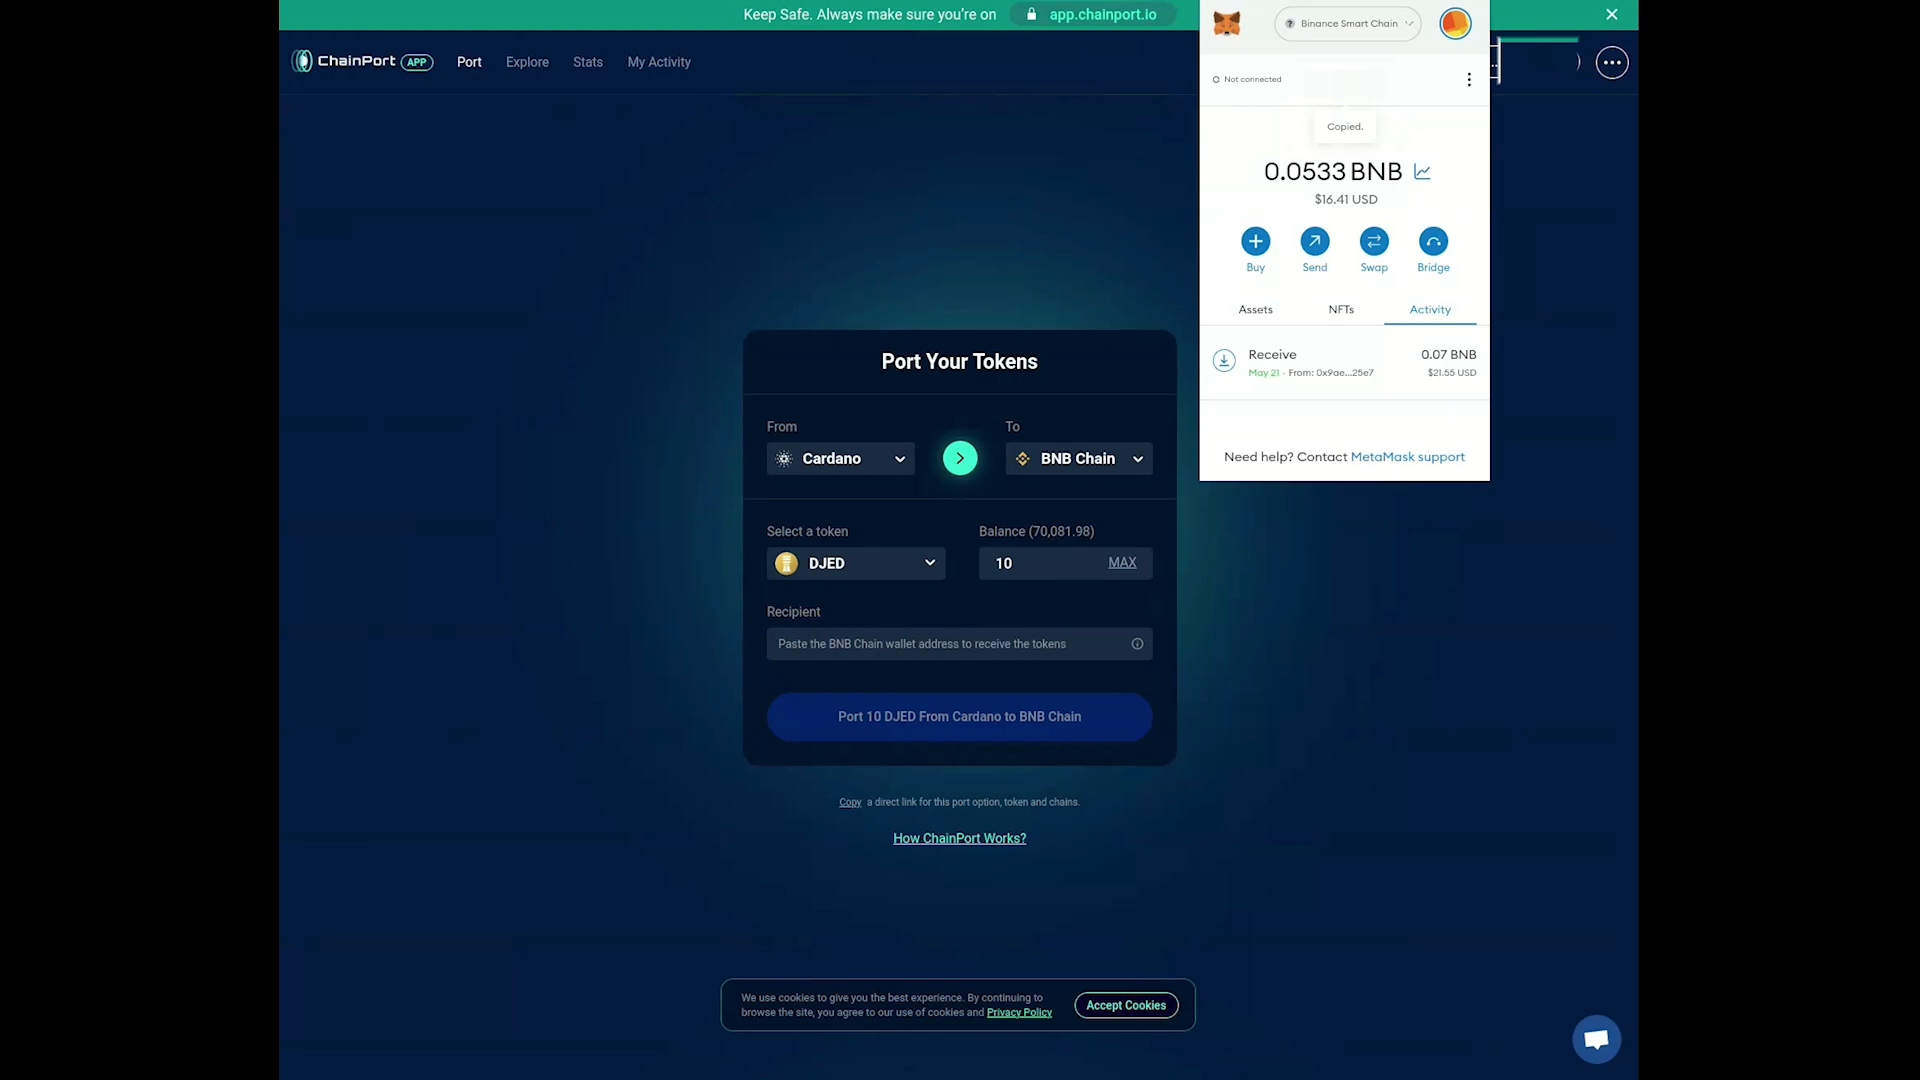 Keep Safe. Always make sure you're on app.chainport.io
ChainPort APP Port Explore Stats My Activity
Binance Smart Chain
Not connected
Copied.
0.0533 BNB
$16.41 USD
Buy Send Swap Bridge
Assets NFTs Activity
Receive 0.07 BNB
May 21 · From: 0x9ae...25e7 $21.55 USD
Need help? Contact MetaMask support
Port Your Tokens
From To
Cardano BNB Chain
Select a token Balance (70,081.98)
DJED 10 MAX
Recipient
Paste the BNB Chain wallet address to receive the tokens
Port 10 DJED From Cardano to BNB Chain
Copy a direct link for this port option, token and chains.
How ChainPort Works?
We use cookies to give you the best experience. By continuing to
browse the site, you agree to our use of cookies and Privacy Policy
Accept Cookies